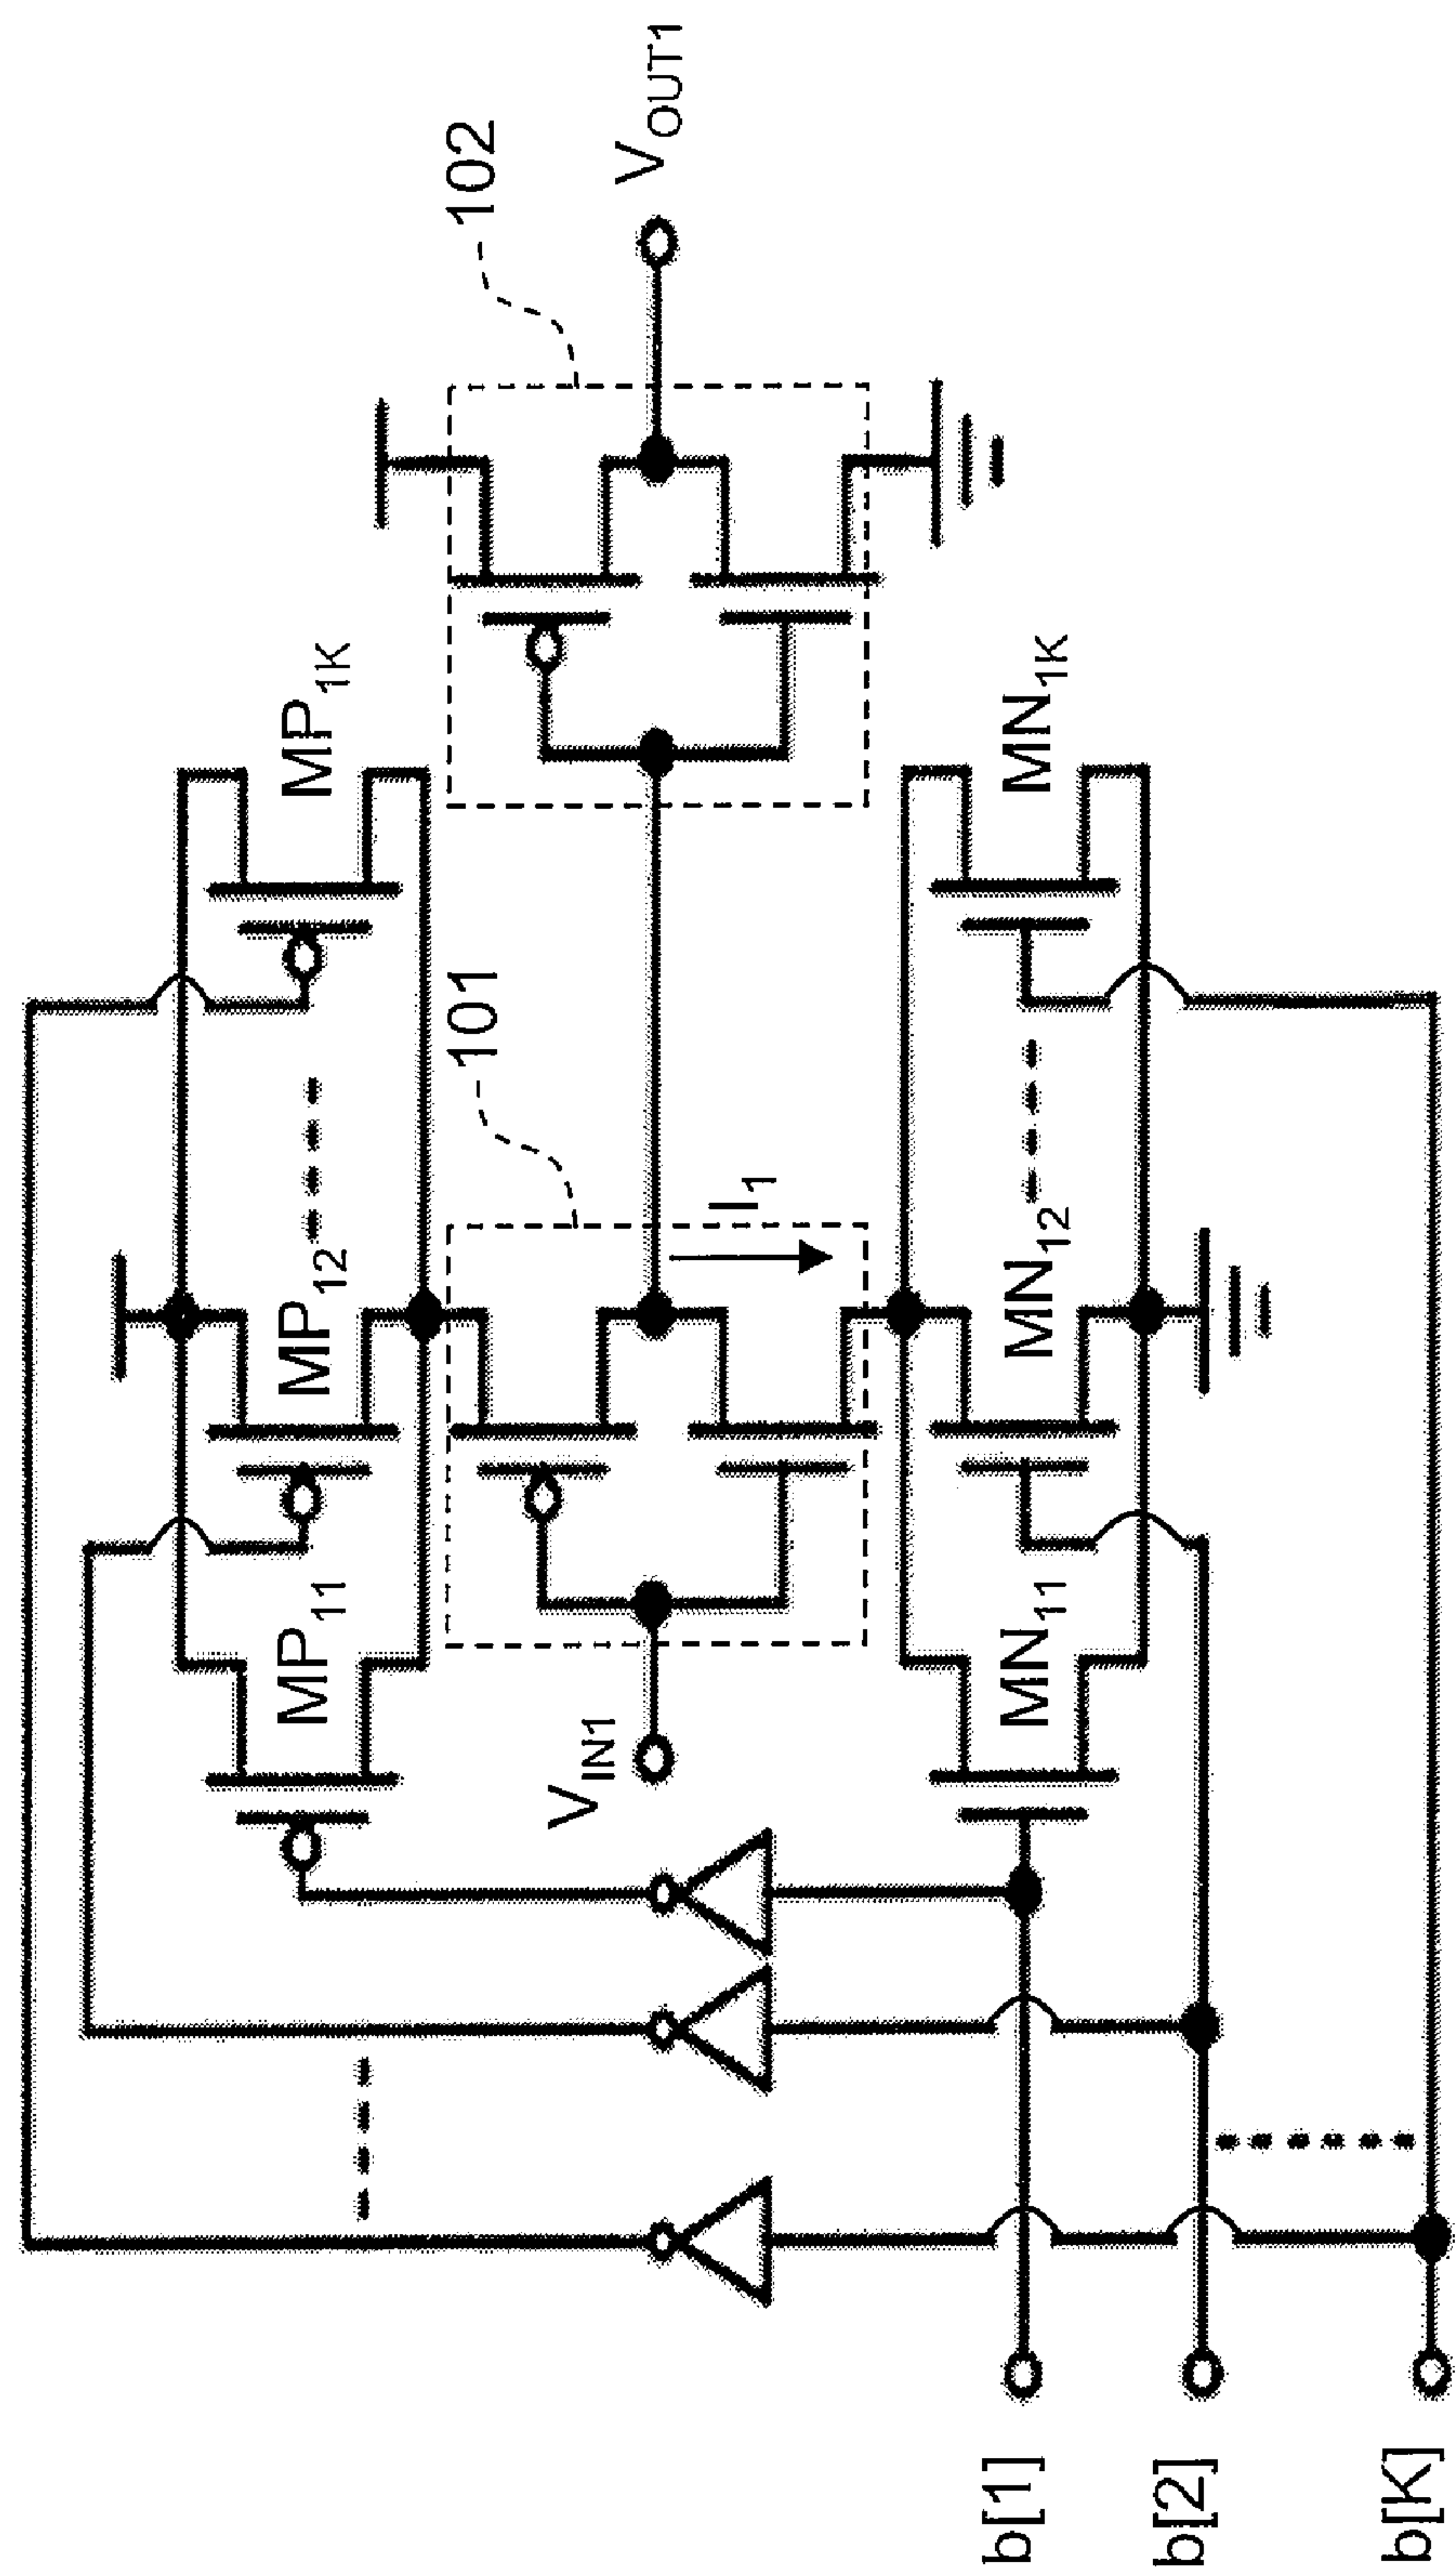 MP11
MP12
MP1K
101
102
VIN1
I1
VOUT1
MN11
MN12
MN1K
b[1]
b[2]
b[K]